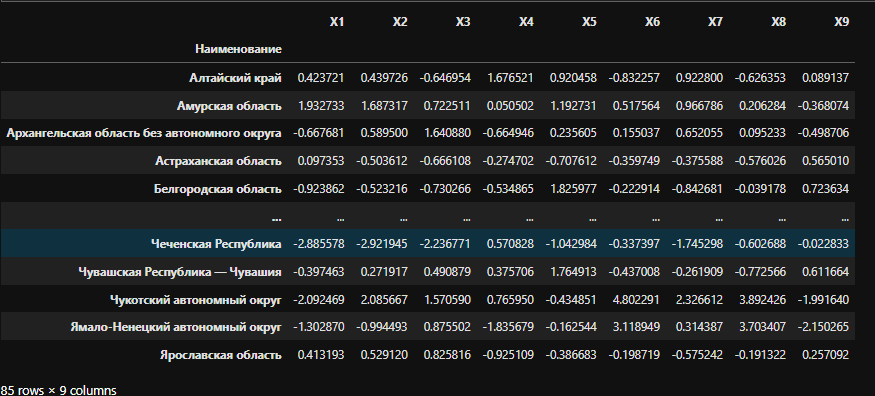 X1 X2 X3 X4 X5 X6 X7 X8 X9
Наименование
Алтайский край 0.423721 0.439726 -0.646954 1.676521 0.920458 -0.832257 0.922800 -0.626353 0.089137
Амурская область 1.932733 1.687317 0.722511 0.050502 1.192731 0.517564 0.966786 0.206284 -0.368074
Архангельская область без автономного округа -0.667681 0.589500 1.640880 -0.664946 0.235605 0.155037 0.652055 0.095233 -0.498706
Астраханская область 0.097353 -0.503612 -0.666108 -0.274702 -0.707612 -0.359749 -0.375588 -0.576026 0.565010
Белгородская область -0.923862 -0.523216 -0.730266 -0.534865 1.825977 -0.222914 -0.842681 -0.039178 0.723634
... ... ... ... ... ... ... ... ... ...
Чеченская Республика -2.885578 -2.921945 -2.236771 0.570828 -1.042984 -0.337397 -1.745298 -0.602688 -0.022833
Чувашская Республика — Чувашия -0.397463 0.271917 0.490879 0.375706 1.764913 -0.437008 -0.261909 -0.772566 0.611664
Чукотский автономный округ -2.092469 2.085667 1.570590 0.765950 -0.434851 4.802291 2.326612 3.892426 -1.991640
Ямало-Ненецкий автономный округ -1.302870 -0.994493 0.875502 -1.835679 -0.162544 3.118949 0.314387 3.703407 -2.150265
Ярославская область 0.413193 0.529120 0.825816 -0.925109 -0.386683 -0.198719 -0.575242 -0.191322 0.257092
85 rows × 9 columns